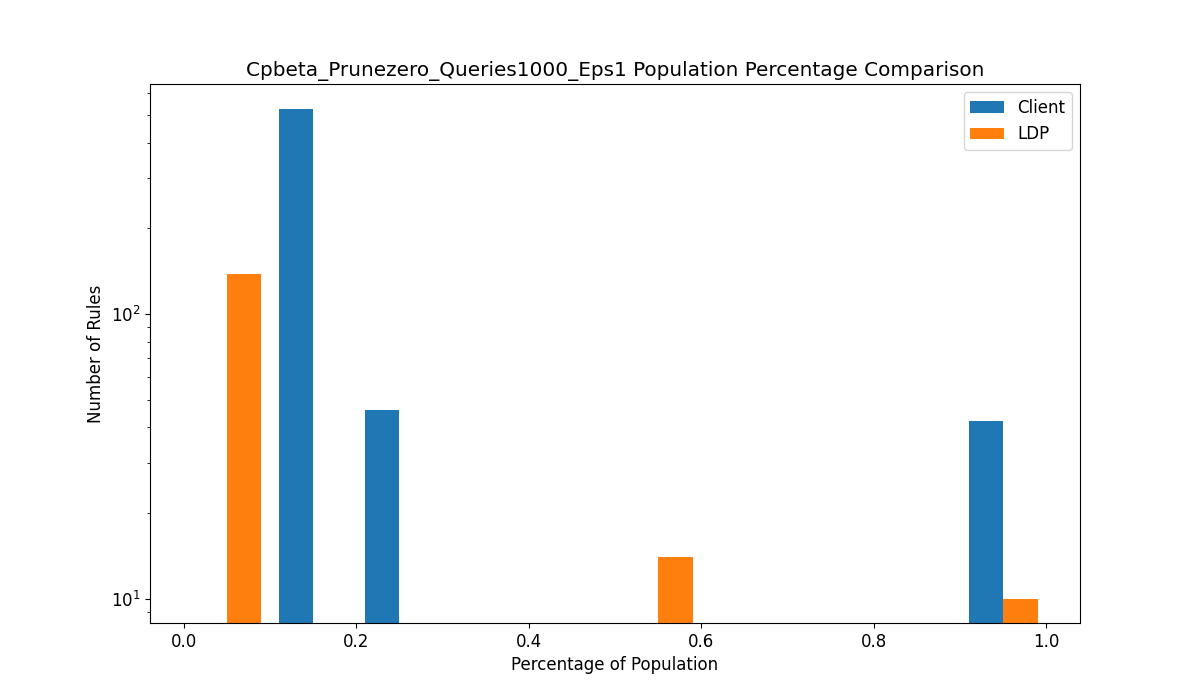 Cpbeta_Prunezero_Queries1000_Eps1 Population Percentage Comparison
Client
LDP
Number of Rules
10²
10¹
0.0 0.2 0.4 0.6 0.8 1.0
Percentage of Population